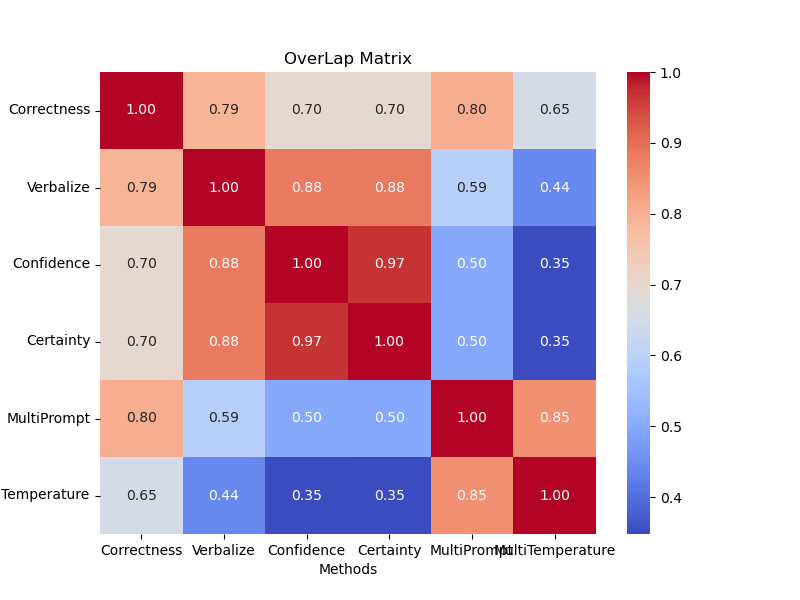 OverLap Matrix
Correctness 1.00 0.79 0.70 0.70 0.80 0.65
Verbalize 0.79 1.00 0.88 0.88 0.59 0.44
Confidence 0.70 0.88 1.00 0.97 0.50 0.35
Certainty 0.70 0.88 0.97 1.00 0.50 0.35
MultiPrompt 0.80 0.59 0.50 0.50 1.00 0.85
Temperature 0.65 0.44 0.35 0.35 0.85 1.00
Correctness Verbalize Confidence Certainty MultiPrompt MultiTemperature
Methods
1.0
0.9
0.8
0.7
0.6
0.5
0.4